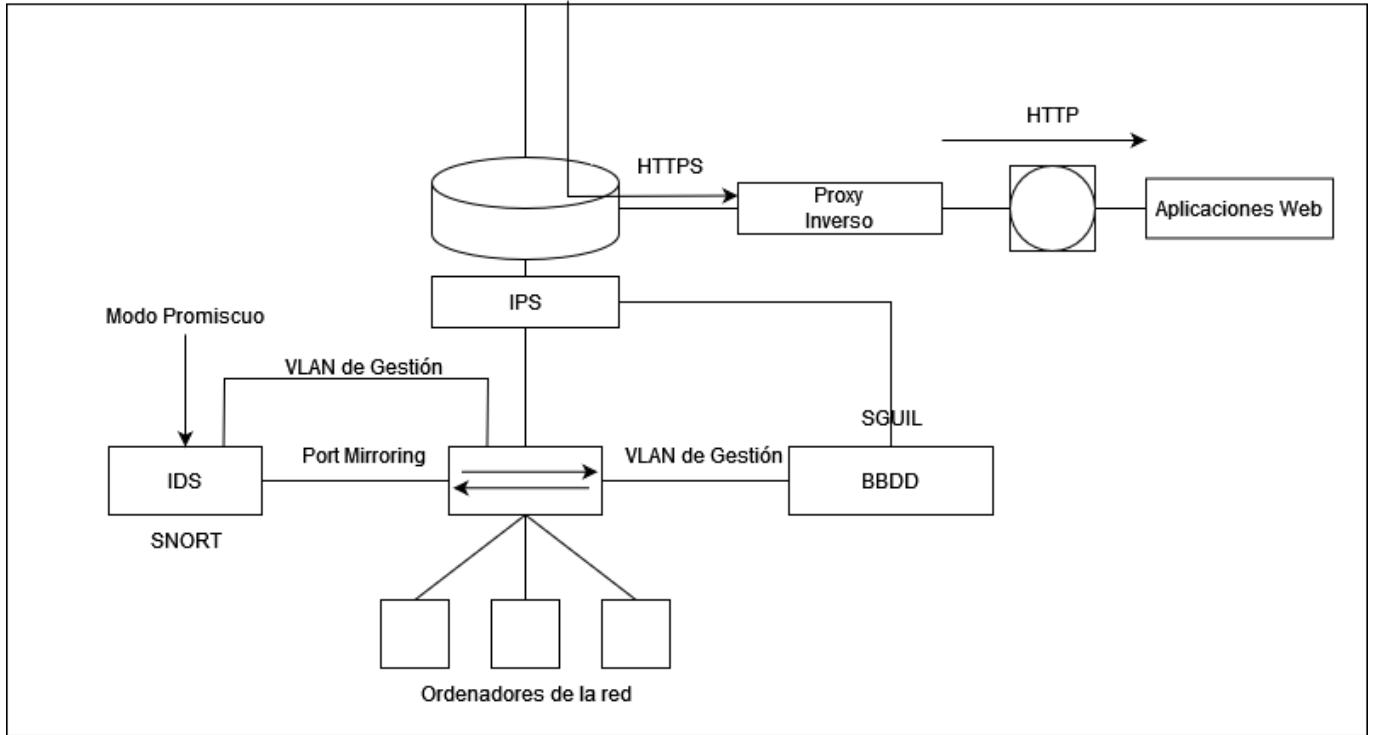 HTTP
HTTPS
Proxy
Inverso
Aplicaciones Web
IPS
Modo Promiscuo
VLAN de Gestión
SGUIL
Port Mirroring
VLAN de Gestión
IDS
BBDD
SNORT
Ordenadores de la red